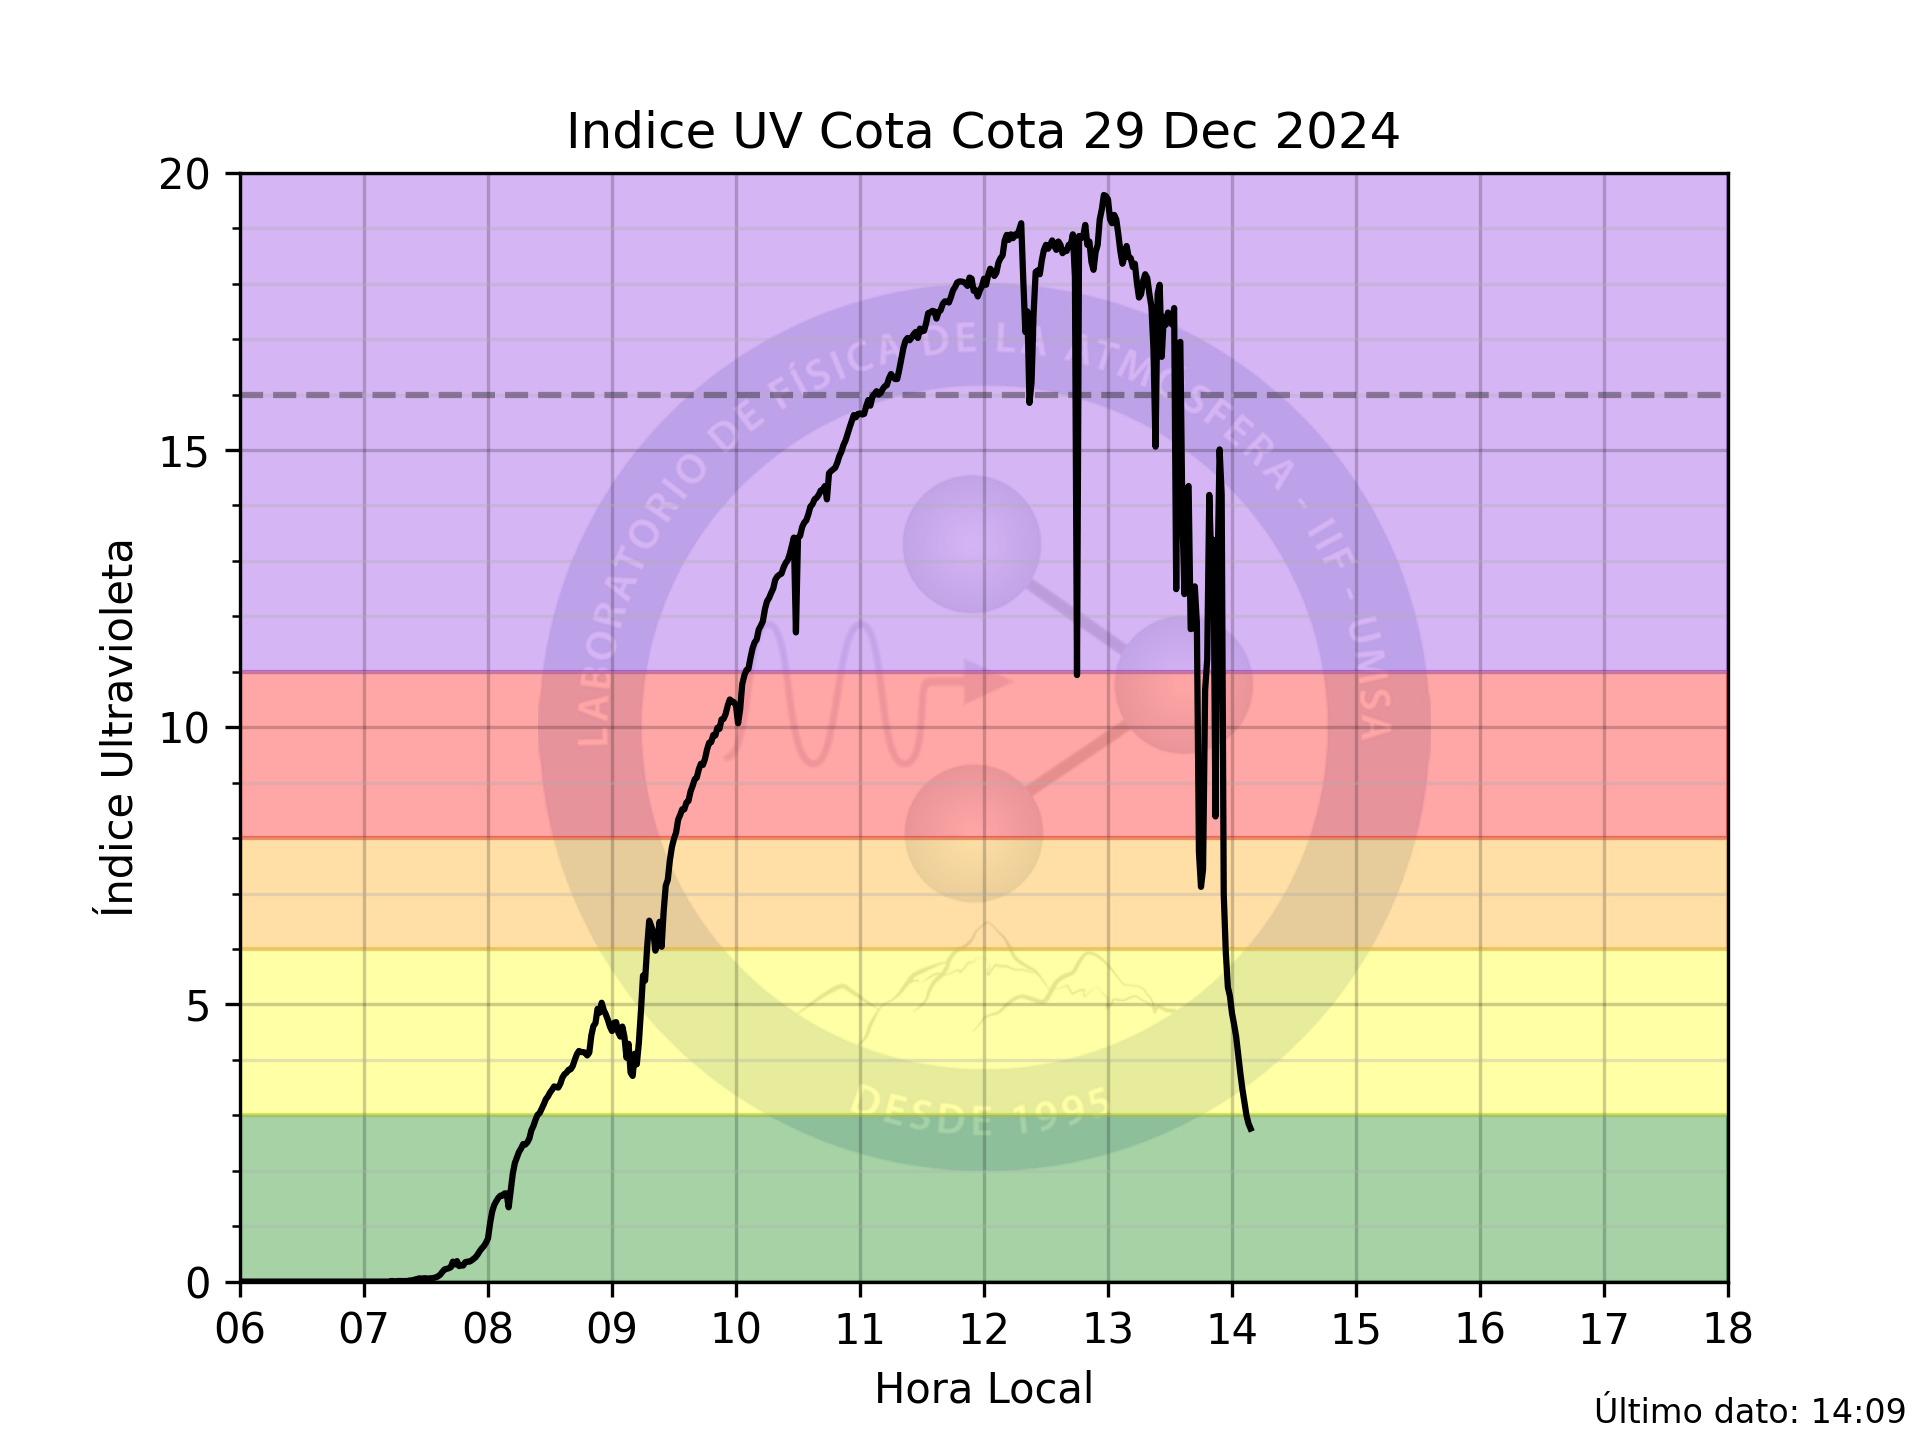 Indice UV Cota Cota 29 Dec 2024
20
15
10
5
0
Índice Ultravioleta
LABORATORIO DE FÍSICA DE LA ATMOSFERA - IIF - UMSA
DESDE 1995
06 07 08 09 10 11 12 13 14 15 16 17 18
Hora Local
Último dato: 14:09